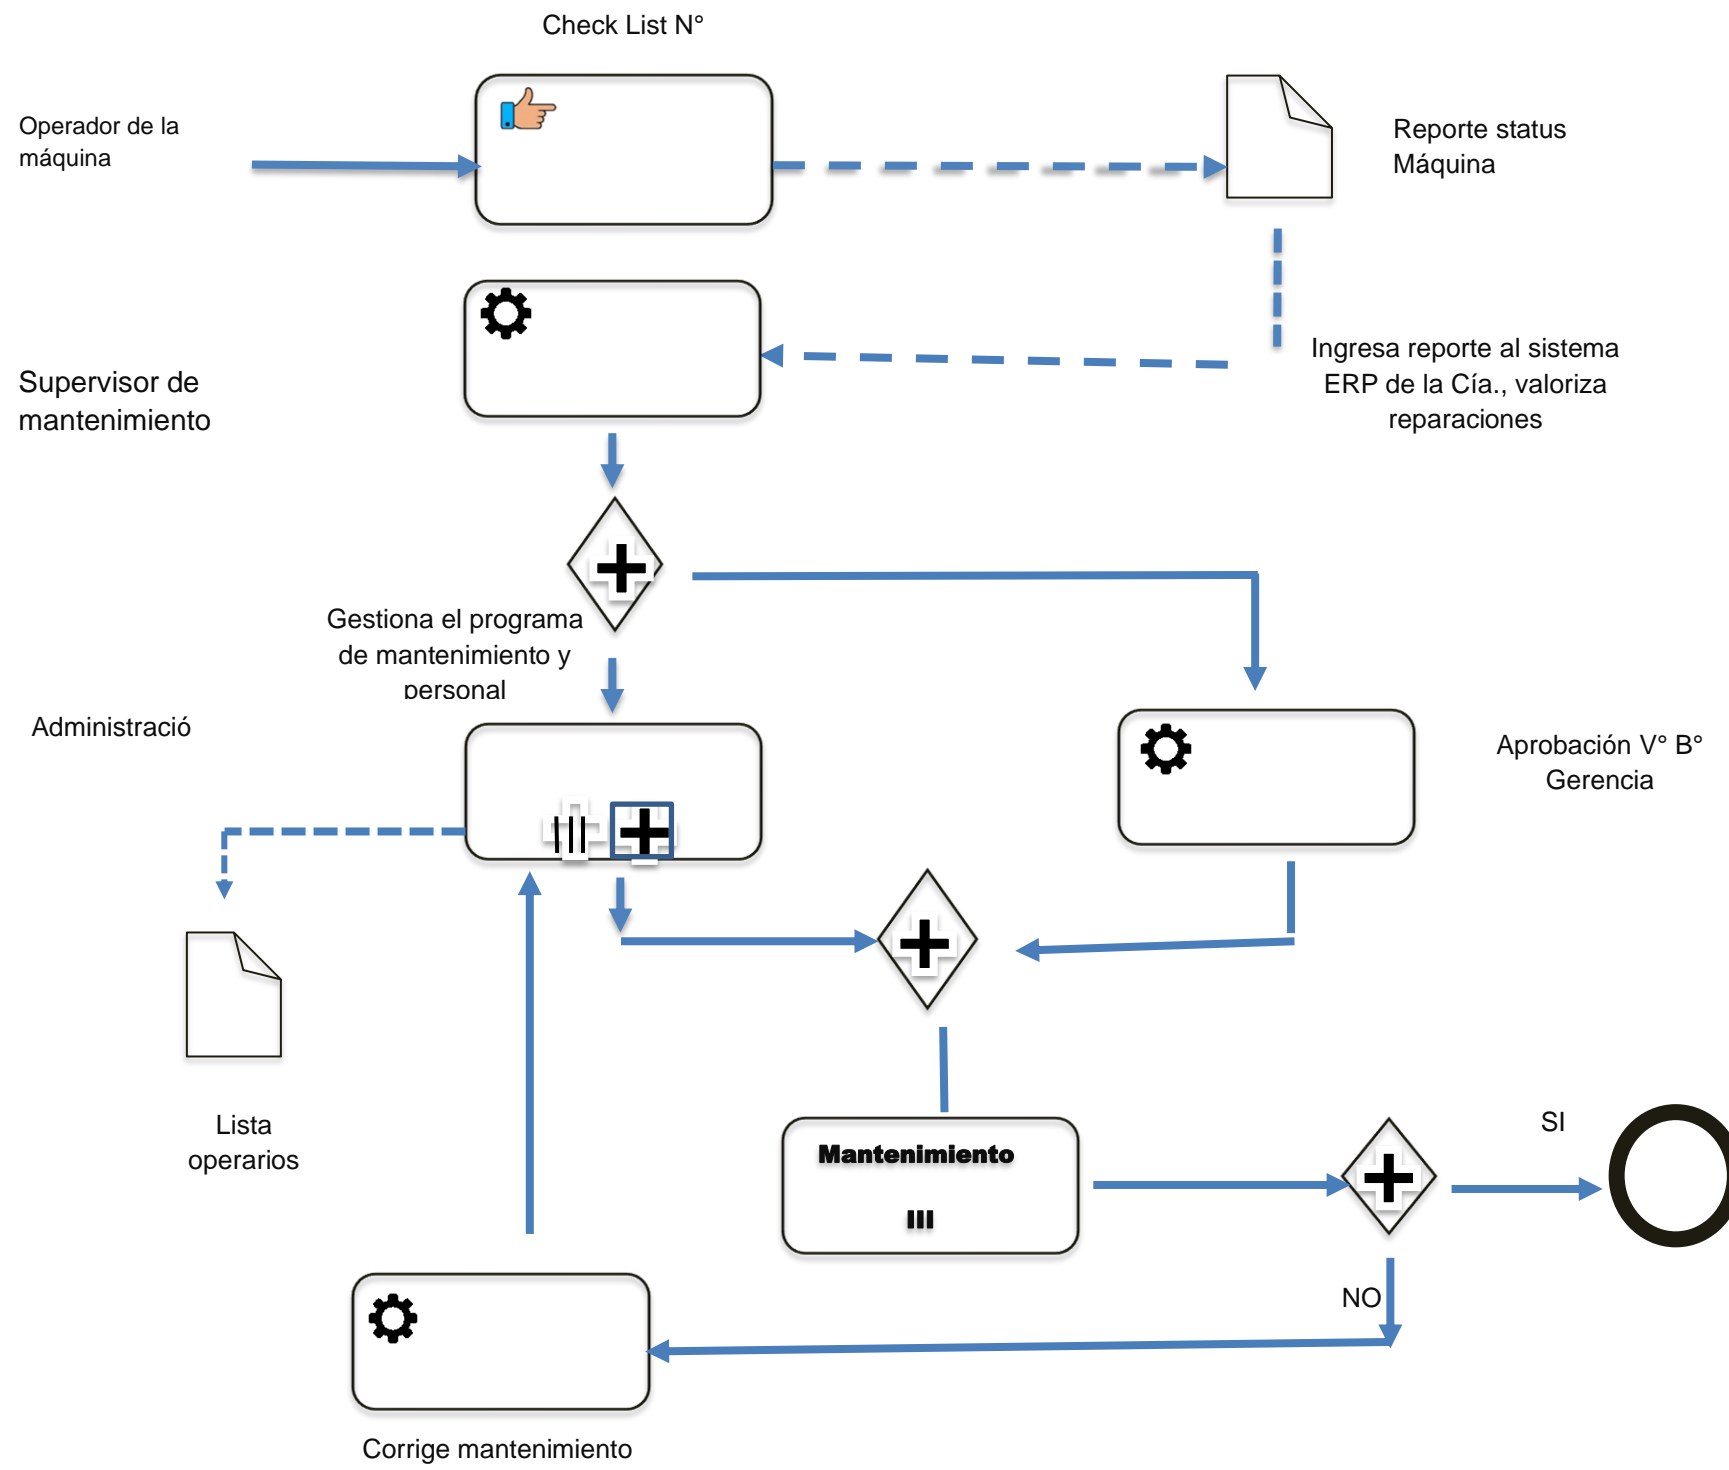 Check List N°
Operador de la
máquina
Reporte status
Máquina
Ingresa reporte al sistema
ERP de la Cía., valoriza
reparaciones
Supervisor de
mantenimiento
Gestiona el programa
de mantenimiento y
personal
Administració
Aprobación V° B°
Gerencia
Lista
operarios
Mantenimiento
SI
NO
Corrige mantenimiento